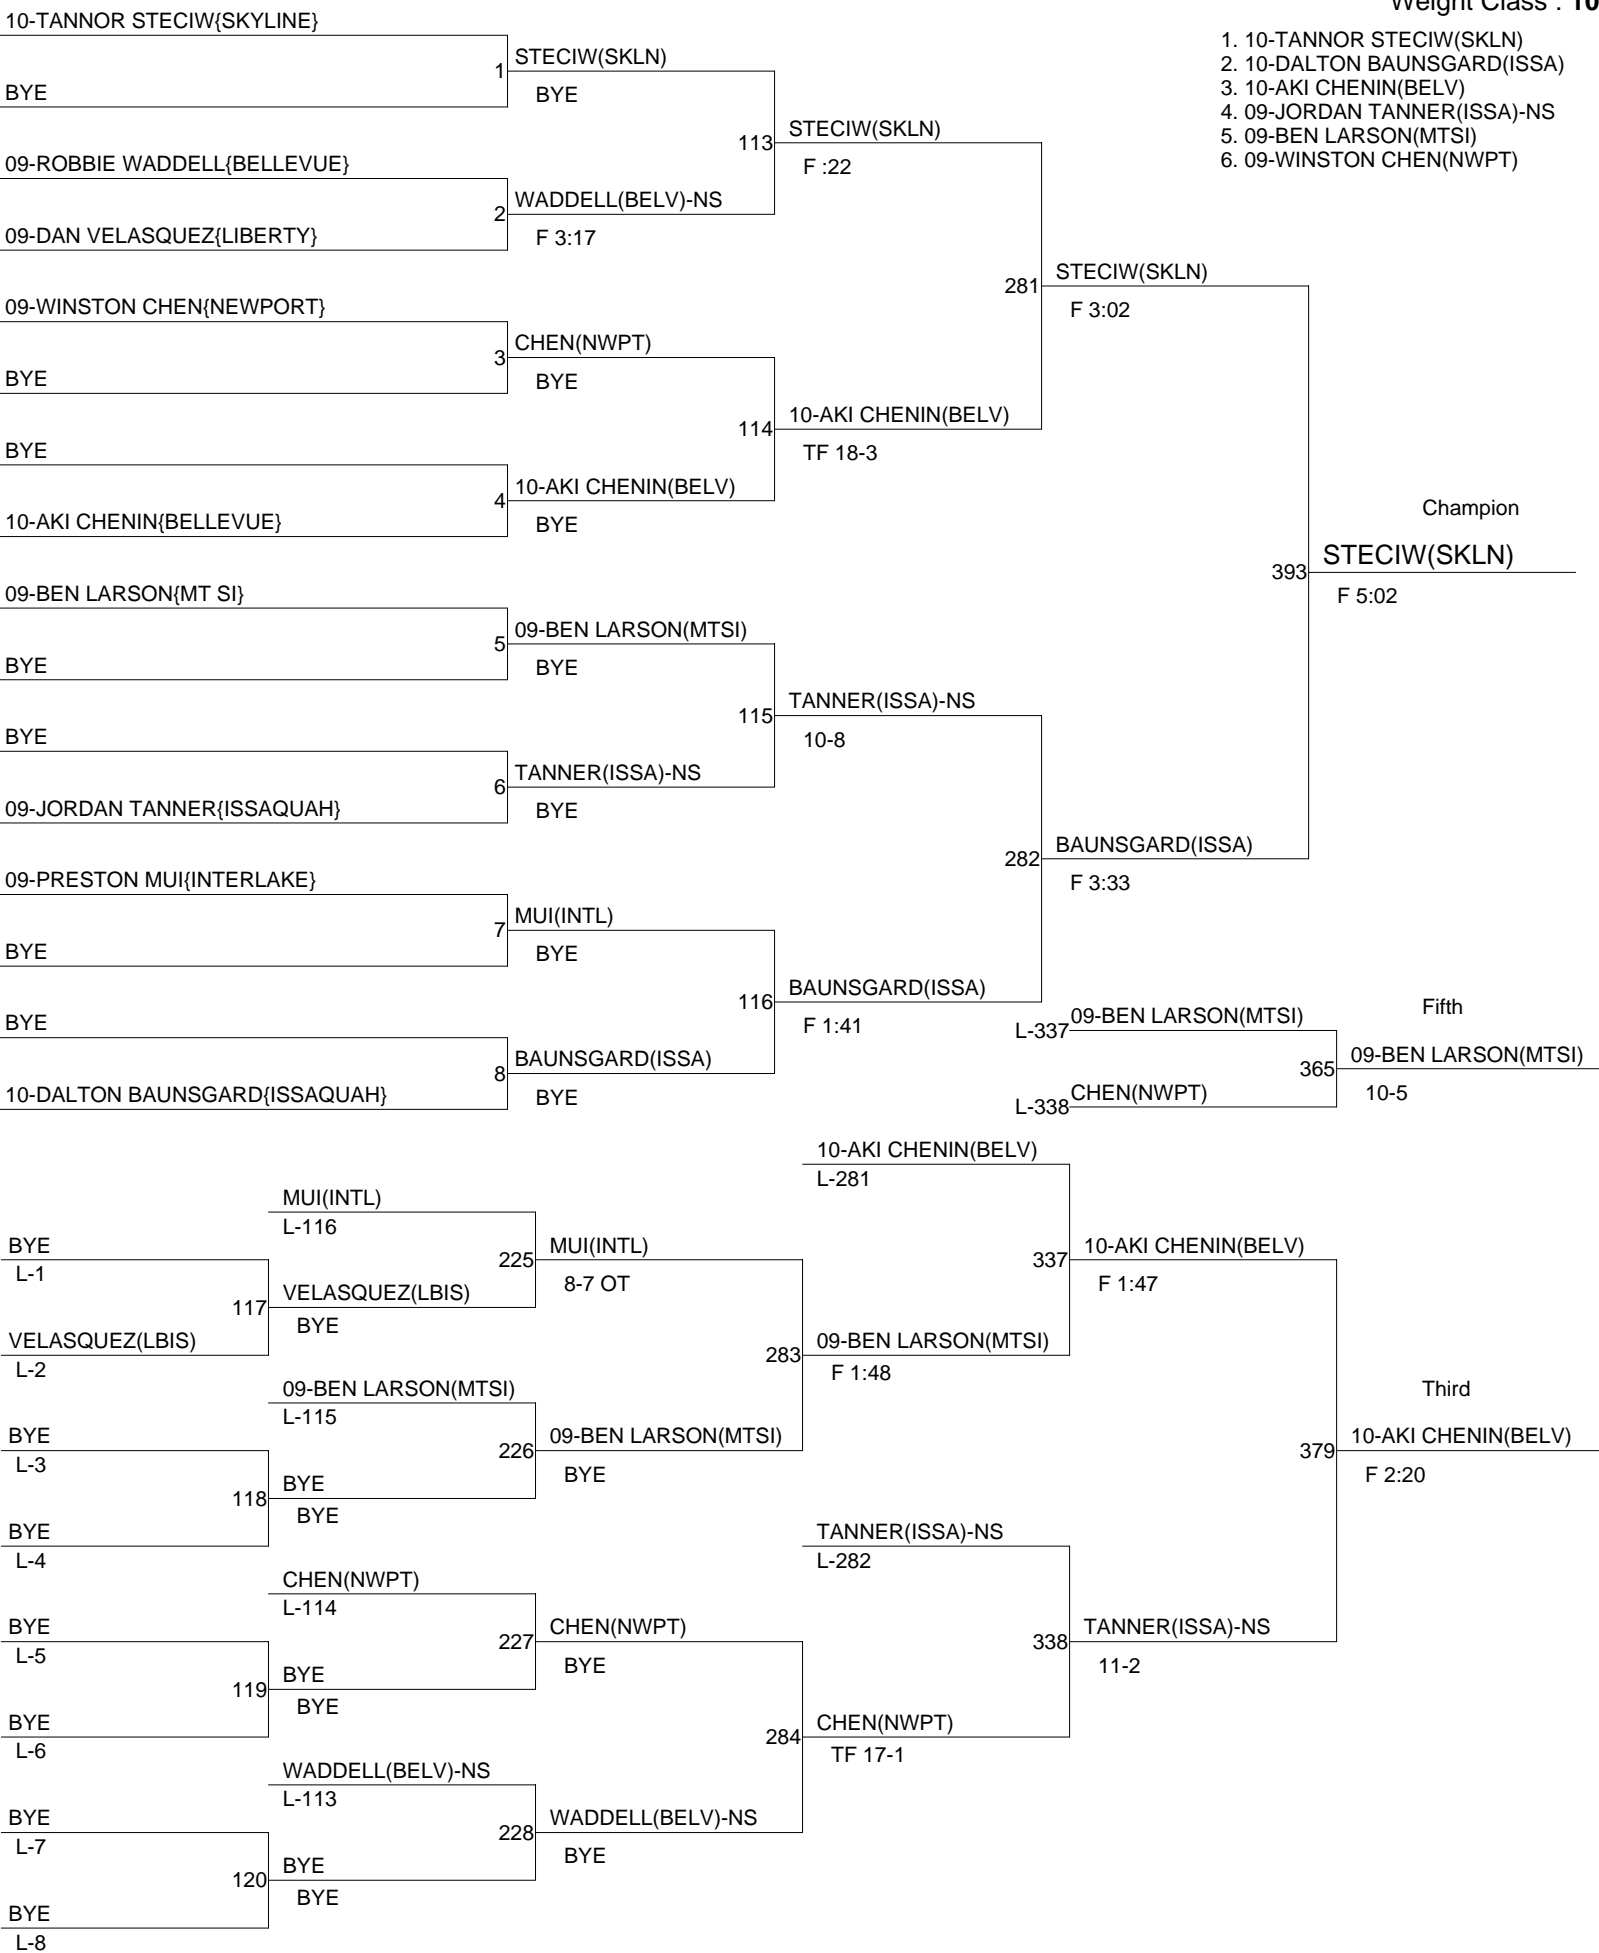 Weight Class : 10
1. 10-TANNOR STECIW(SKLN)
2. 10-DALTON BAUNSGARD(ISSA)
3. 10-AKI CHENIN(BELV)
4. 09-JORDAN TANNER(ISSA)-NS
5. 09-BEN LARSON(MTSI)
6. 09-WINSTON CHEN(NWPT)
10-TANNOR STECIW{SKYLINE}
BYE
09-ROBBIE WADDELL{BELLEVUE}
09-DAN VELASQUEZ{LIBERTY}
09-WINSTON CHEN{NEWPORT}
BYE
BYE
10-AKI CHENIN{BELLEVUE}
09-BEN LARSON{MT SI}
BYE
BYE
09-JORDAN TANNER{ISSAQUAH}
09-PRESTON MUI{INTERLAKE}
BYE
BYE
10-DALTON BAUNSGARD{ISSAQUAH}
1 STECIW(SKLN)
BYE
2 WADDELL(BELV)-NS
F 3:17
3 CHEN(NWPT)
BYE
4 10-AKI CHENIN(BELV)
BYE
5 09-BEN LARSON(MTSI)
BYE
6 TANNER(ISSA)-NS
BYE
7 MUI(INTL)
BYE
8 BAUNSGARD(ISSA)
BYE
113 STECIW(SKLN)
F :22
114 10-AKI CHENIN(BELV)
TF 18-3
115 TANNER(ISSA)-NS
10-8
116 BAUNSGARD(ISSA)
F 1:41
281 STECIW(SKLN)
F 3:02
282 BAUNSGARD(ISSA)
F 3:33
Champion
393 STECIW(SKLN)
F 5:02
L-337 09-BEN LARSON(MTSI)
L-338 CHEN(NWPT)
Fifth
365 09-BEN LARSON(MTSI)
10-5
BYE
L-1
VELASQUEZ(LBIS)
L-2
BYE
L-3
BYE
L-4
BYE
L-5
BYE
L-6
BYE
L-7
BYE
L-8
MUI(INTL)
L-116
117 VELASQUEZ(LBIS)
BYE
09-BEN LARSON(MTSI)
L-115
118 BYE
BYE
CHEN(NWPT)
L-114
119 BYE
BYE
WADDELL(BELV)-NS
L-113
120 BYE
BYE
225 MUI(INTL)
8-7 OT
226 09-BEN LARSON(MTSI)
BYE
227 CHEN(NWPT)
BYE
228 WADDELL(BELV)-NS
BYE
10-AKI CHENIN(BELV)
L-281
283 09-BEN LARSON(MTSI)
F 1:48
TANNER(ISSA)-NS
L-282
284 CHEN(NWPT)
TF 17-1
337 10-AKI CHENIN(BELV)
F 1:47
338 TANNER(ISSA)-NS
11-2
Third
379 10-AKI CHENIN(BELV)
F 2:20